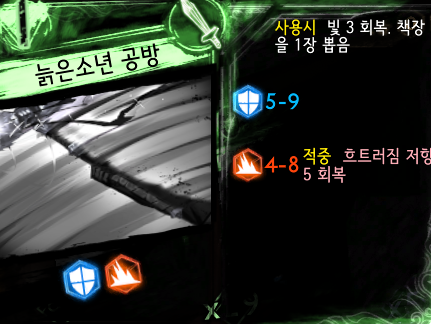 늙은소년 공방
사용시 빛 3 회복. 책장
을 1장 뽑음
5-9
4-8 적중 흐트러짐 저항
5 회복